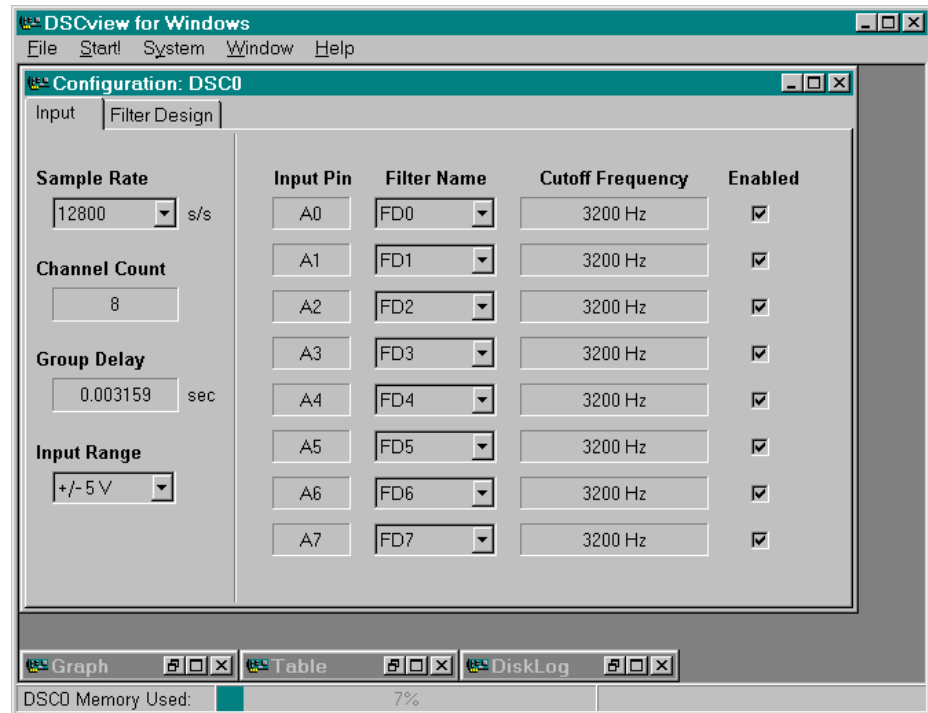 DSCview for Windows
File Start! System Window Help
Configuration: DSC0
Input Filter Design
Sample Rate
12800 s/s
Channel Count
8
Group Delay
0.003159 sec
Input Range
+/- 5 V
Input Pin Filter Name Cutoff Frequency Enabled
A0 FD0 3200 Hz
A1 FD1 3200 Hz
A2 FD2 3200 Hz
A3 FD3 3200 Hz
A4 FD4 3200 Hz
A5 FD5 3200 Hz
A6 FD6 3200 Hz
A7 FD7 3200 Hz
Graph Table DiskLog
DSC0 Memory Used: 7%